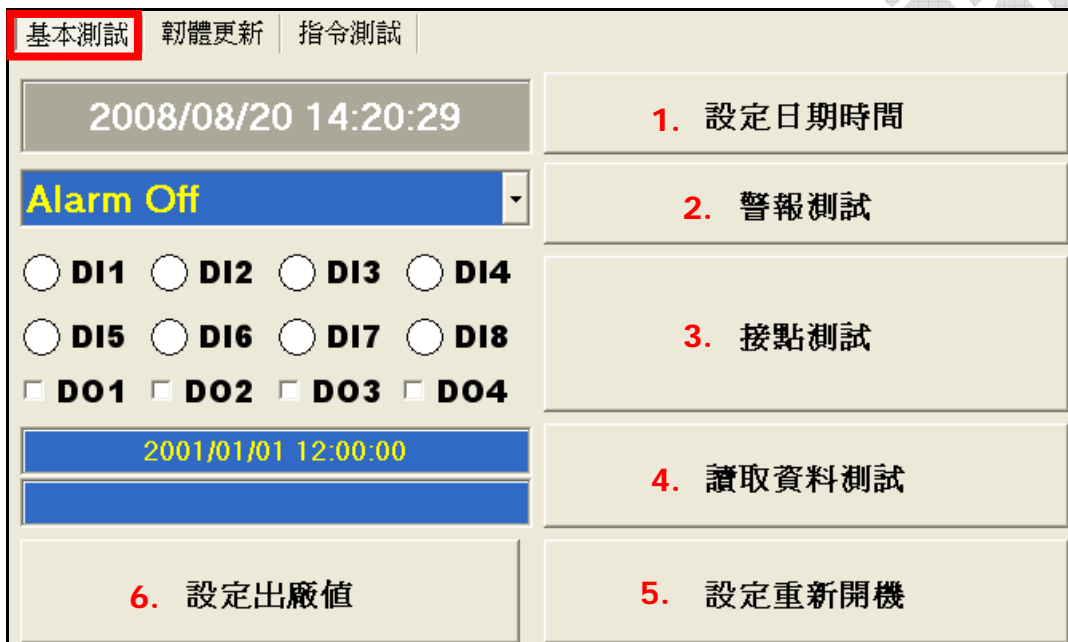 基本測試 韌體更新 指令測試
2008/08/20 14:20:29
1. 設定日期時間
Alarm Off
2. 警報測試
DI1 DI2 DI3 DI4
DI5 DI6 DI7 DI8
DO1 DO2 DO3 DO4
3. 接點測試
2001/01/01 12:00:00
4. 讀取資料測試
6. 設定出廠值
5. 設定重新開機